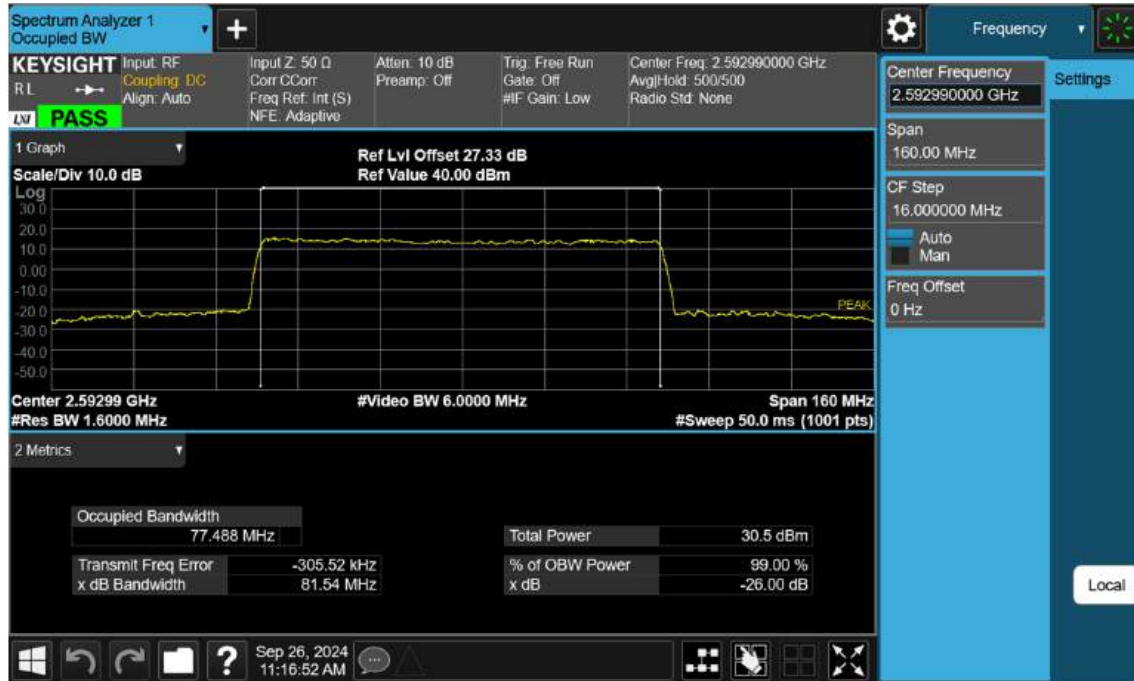 Spectrum Analyzer 1
Occupied BW
+
Frequency
KEYSIGHT
RL
LXI
PASS
Input: RF
Coupling: DC
Align: Auto
Input Z: 50 Ω
Corr CCorr
Freq Ref: Int (S)
NFE: Adaptive
Atten: 10 dB
Preamp: Off
Trig: Free Run
Gate: Off
#IF Gain: Low
Center Freq: 2.592990000 GHz
Avg|Hold: 500/500
Radio Std: None
Center Frequency
2.592990000 GHz
Settings
Span
160.00 MHz
CF Step
16.000000 MHz
Auto
Man
Freq Offset
0 Hz
Local
1 Graph
Scale/Div 10.0 dB
Ref Lvl Offset 27.33 dB
Ref Value 40.00 dBm
Log
30.0
20.0
10.0
0.00
-10.0
-20.0
-30.0
-40.0
-50.0
PEAK
Center 2.59299 GHz
#Video BW 6.0000 MHz
Span 160 MHz
#Res BW 1.6000 MHz
#Sweep 50.0 ms (1001 pts)
2 Metrics
Occupied Bandwidth
77.488 MHz
Total Power 30.5 dBm
Transmit Freq Error -305.52 kHz
% of OBW Power 99.00 %
x dB Bandwidth 81.54 MHz
x dB -26.00 dB
?
Sep 26, 2024
11:16:52 AM